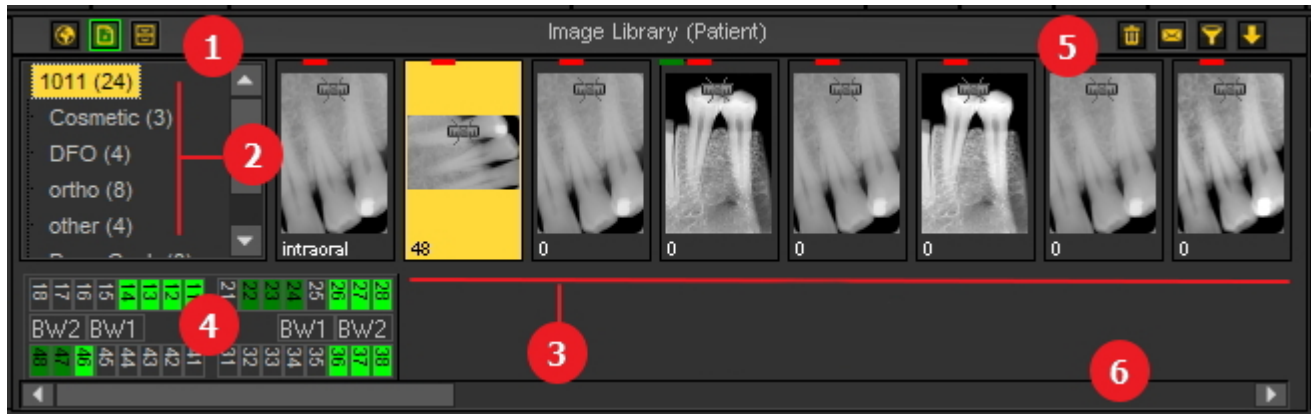 Image Library (Patient)
1
5
1011 (24)
Cosmetic (3)
DFO (4)
ortho (8)
other (4)
2
intraoral
48
0
0
0
0
0
0
18 17 16 15 14 13 12 11 21 22 23 24 25 26 27 28
BW2 BW1 BW1 BW2
4
48 47 46 45 44 43 42 41 31 32 33 34 35 36 37 38
3
6